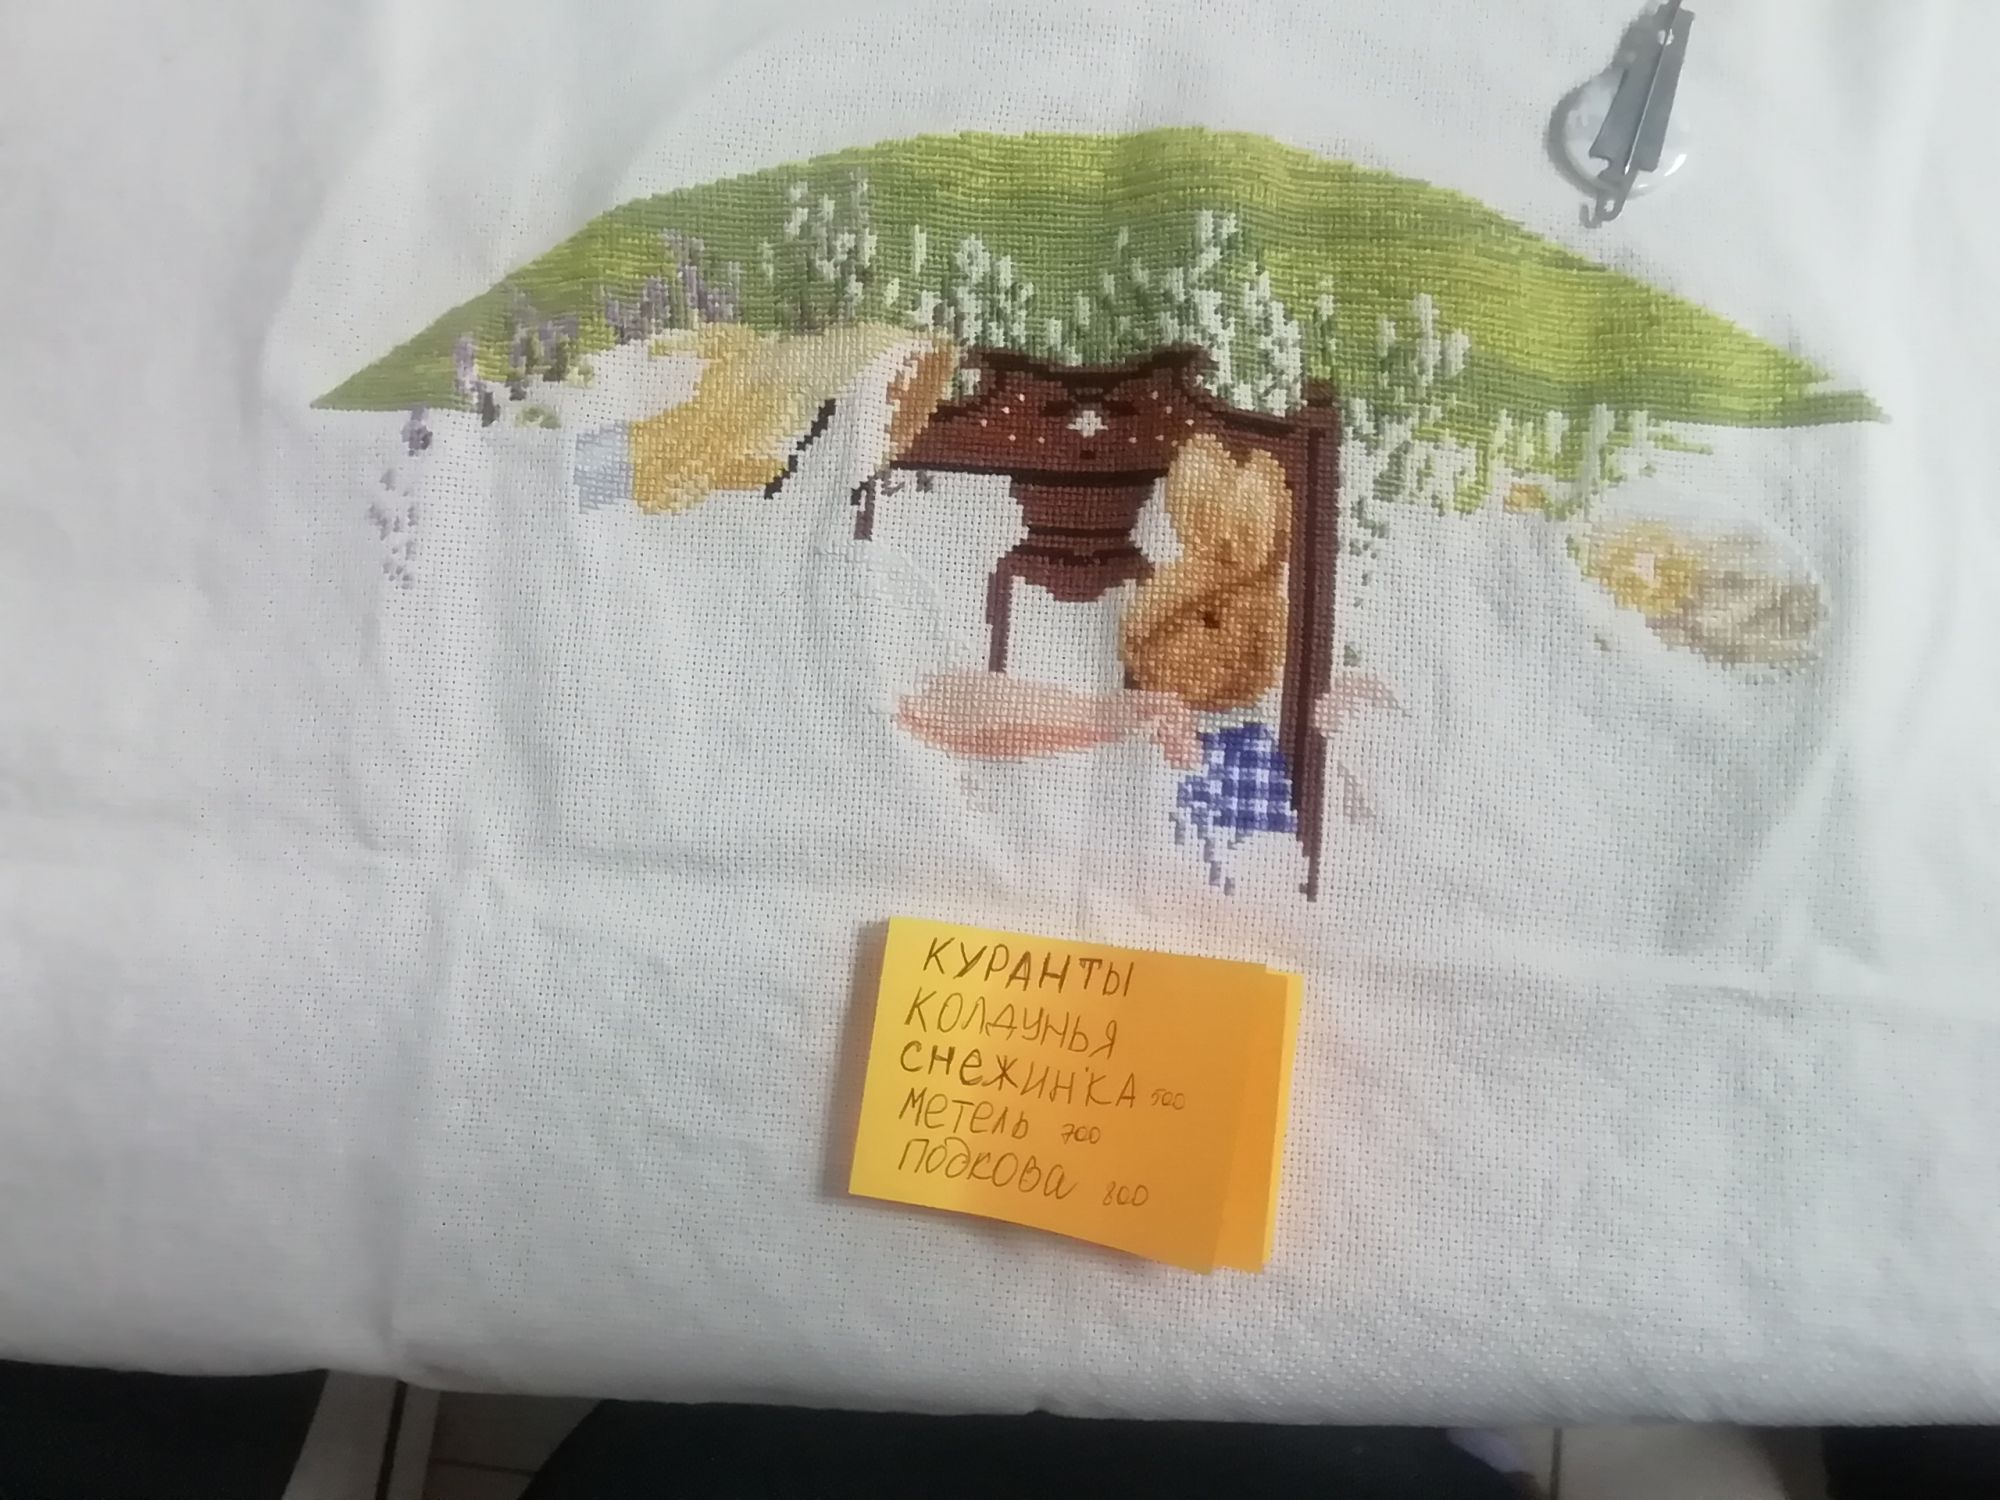 КУРАНТЫ
КОЛДУНЬЯ
СНЕЖИНКА 500
МЕТЕЛЬ 700
ПОДКОВА 800